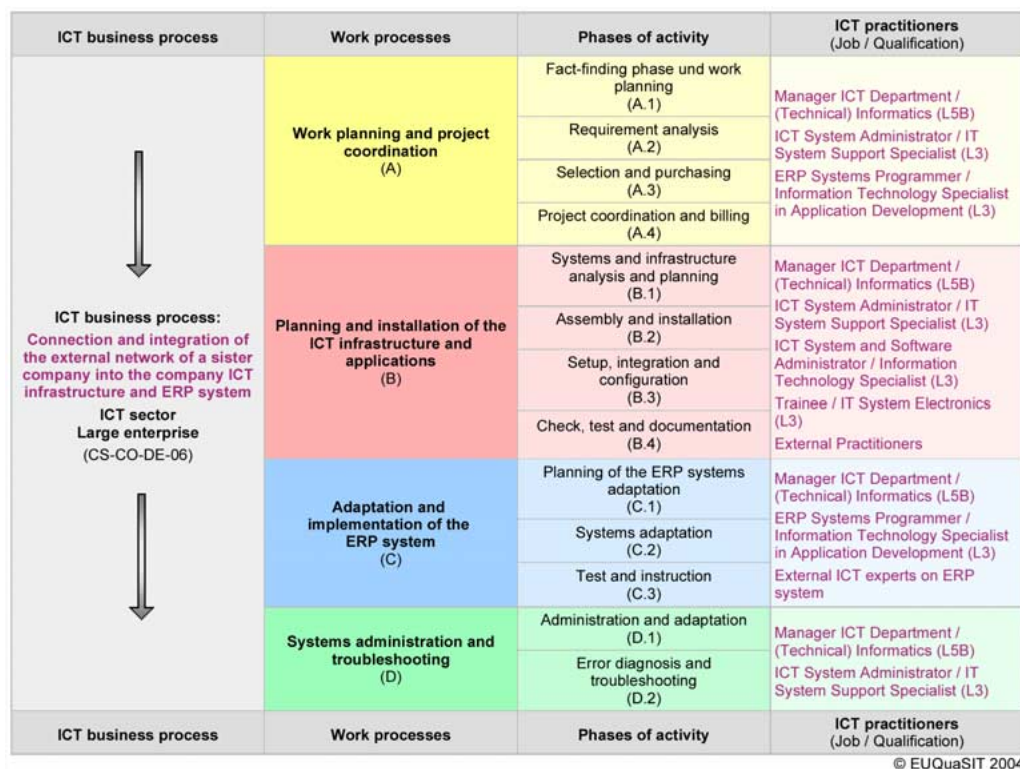 ICT business process
Work processes
Phases of activity
ICT practitioners
(Job / Qualification)
ICT business process:
Connection and integration
of the external network of a sister
company into the company ICT
infrastructure and ERP system
ICT sector
Large enterprise
(CS-CO-DE-06)
Work planning and project
coordination
(A)
Fact-finding phase und work
planning
(A.1)
Requirement analysis
(A.2)
Selection and purchasing
(A.3)
Project coordination and billing
(A.4)
Manager ICT Department /
(Technical) Informatics (L5B)
ICT System Administrator / IT
System Support Specialist (L3)
ERP Systems Programmer /
Information Technology Specialist
in Application Development (L3)
Planning and installation of the
ICT infrastructure and
applications
(B)
Systems and infrastructure
analysis and planning
(B.1)
Assembly and installation
(B.2)
Setup, integration and
configuration
(B.3)
Check, test and documentation
(B.4)
Manager ICT Department /
(Technical) Informatics (L5B)
ICT System Administrator / IT
System Support Specialist (L3)
ICT System and Software
Administrator / Information
Technology Specialist (L3)
Trainee / IT System Electronics
(L3)
External Practitioners
Adaptation and
implementation of the
ERP system
(C)
Planning of the ERP systems
adaptation
(C.1)
Systems adaptation
(C.2)
Test and instruction
(C.3)
Manager ICT Department /
(Technical) Informatics (L5B)
ERP Systems Programmer /
Information Technology Specialist
in Application Development (L3)
External ICT experts on ERP
system
Systems administration and
troubleshooting
(D)
Administration and adaptation
(D.1)
Error diagnosis and
troubleshooting
(D.2)
Manager ICT Department /
(Technical) Informatics (L5B)
ICT System Administrator / IT
System Support Specialist (L3)
ICT business process
Work processes
Phases of activity
ICT practitioners
(Job / Qualification)
© EUQuaSIT 2004